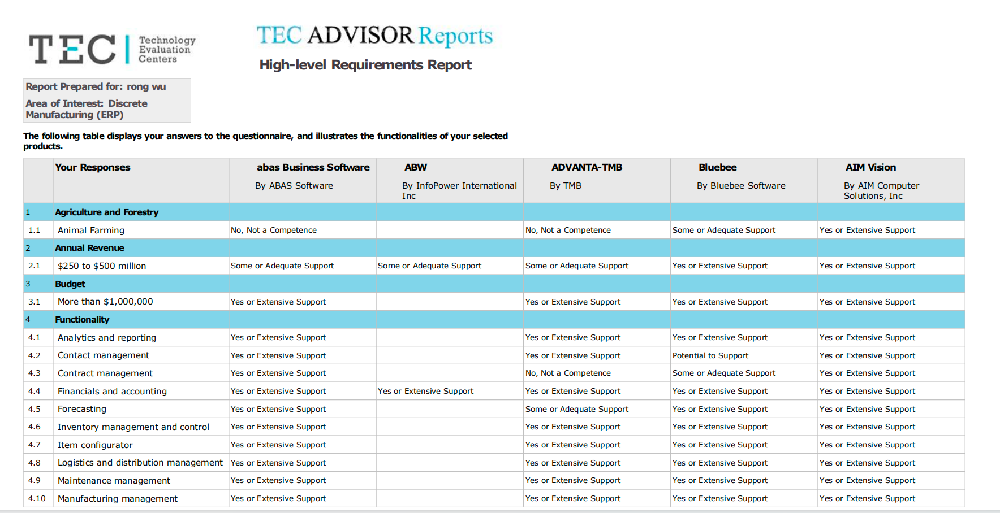 TEC Technology
Evaluation
Centers
TEC ADVISOR Reports
High-level Requirements Report
Report Prepared for: rong wu
Area of Interest: Discrete
Manufacturing (ERP)
The following table displays your answers to the questionnaire, and illustrates the functionalities of your selected
products.
Your Responses abas Business Software ABW ADVANTA-TMB Bluebee AIM Vision
By ABAS Software By InfoPower International By TMB By Bluebee Software By AIM Computer
Inc Solutions, Inc
1 Agriculture and Forestry
1.1 Animal Farming No, Not a Competence No, Not a Competence Some or Adequate Support Yes or Extensive Support
2 Annual Revenue
2.1 $250 to $500 million Some or Adequate Support Some or Adequate Support Some or Adequate Support Yes or Extensive Support Yes or Extensive Support
3 Budget
3.1 More than $1,000,000 Yes or Extensive Support Yes or Extensive Support Yes or Extensive Support Yes or Extensive Support
4 Functionality
4.1 Analytics and reporting Yes or Extensive Support Yes or Extensive Support Yes or Extensive Support Yes or Extensive Support
4.2 Contact management Yes or Extensive Support Yes or Extensive Support Potential to Support Yes or Extensive Support
4.3 Contract management Yes or Extensive Support No, Not a Competence Some or Adequate Support Yes or Extensive Support
4.4 Financials and accounting Yes or Extensive Support Yes or Extensive Support Yes or Extensive Support Yes or Extensive Support Yes or Extensive Support
4.5 Forecasting Yes or Extensive Support Some or Adequate Support Yes or Extensive Support Yes or Extensive Support
4.6 Inventory management and control Yes or Extensive Support Yes or Extensive Support Yes or Extensive Support Yes or Extensive Support
4.7 Item configurator Yes or Extensive Support Yes or Extensive Support Yes or Extensive Support Yes or Extensive Support
4.8 Logistics and distribution management Yes or Extensive Support Yes or Extensive Support Yes or Extensive Support Yes or Extensive Support
4.9 Maintenance management Yes or Extensive Support Yes or Extensive Support Yes or Extensive Support Yes or Extensive Support
4.10 Manufacturing management Yes or Extensive Support Yes or Extensive Support Yes or Extensive Support Yes or Extensive Support